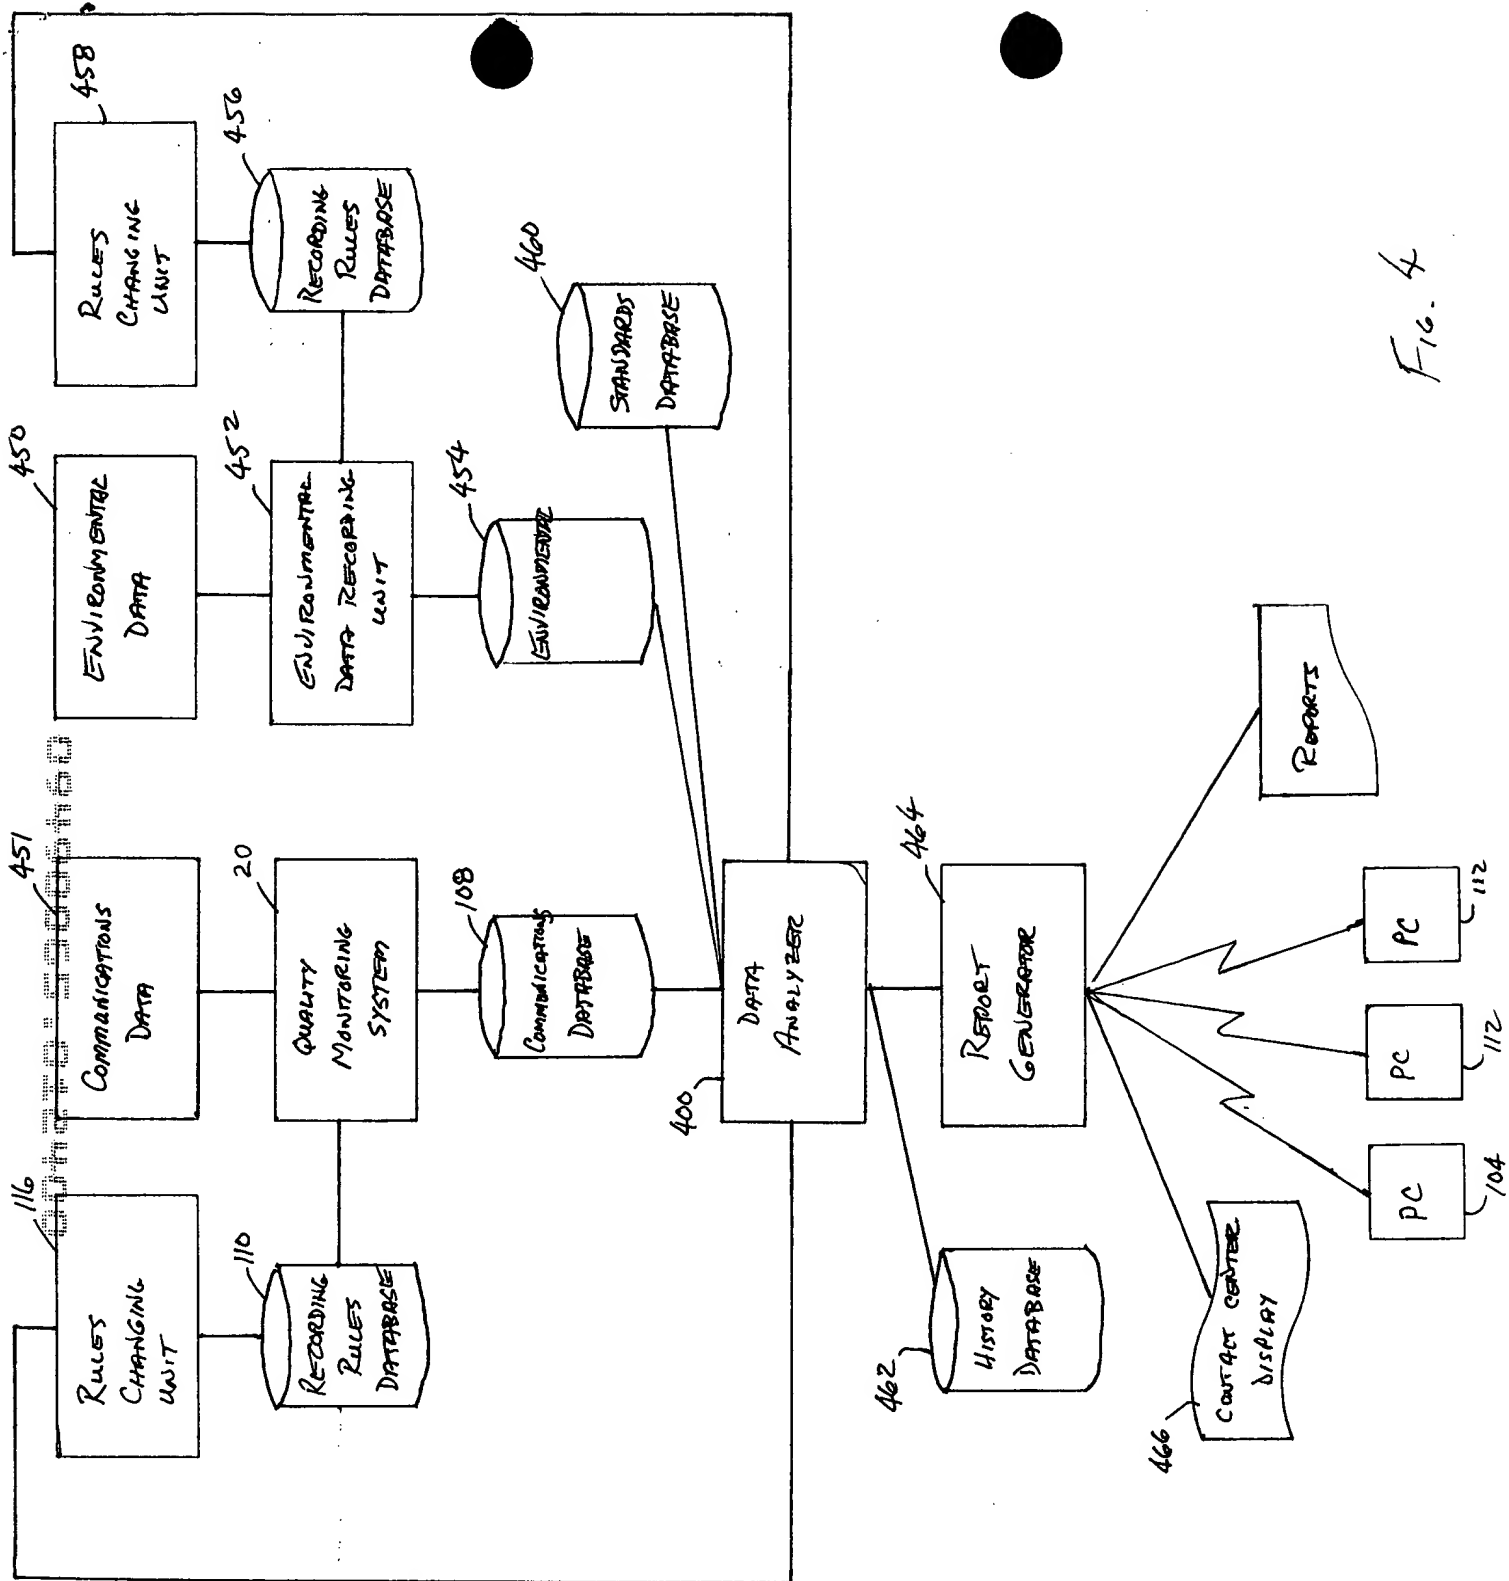 116
RULES
CHANGING
UNIT
110
RECORDING
RULES
DATABASE
451
COMMUNICATIONS
DATA
20
QUALITY
MONITORING
SYSTEM
108
COMMUNICATIONS
DATABASE
450
ENVIRONMENTAL
DATA
452
ENVIRONMENTAL
DATA RECORDING
UNIT
454
ENVIRONMENTAL
458
RULES
CHANGING
UNIT
456
RECORDING
RULES
DATABASE
460
STANDARDS
DATABASE
400
DATA
ANALYZER
462
HISTORY
DATABASE
464
REPORT
GENERATOR
466
CONTACT CENTER
DISPLAY
PC
104
PC
112
PC
112
REPORTS
FIG. 4